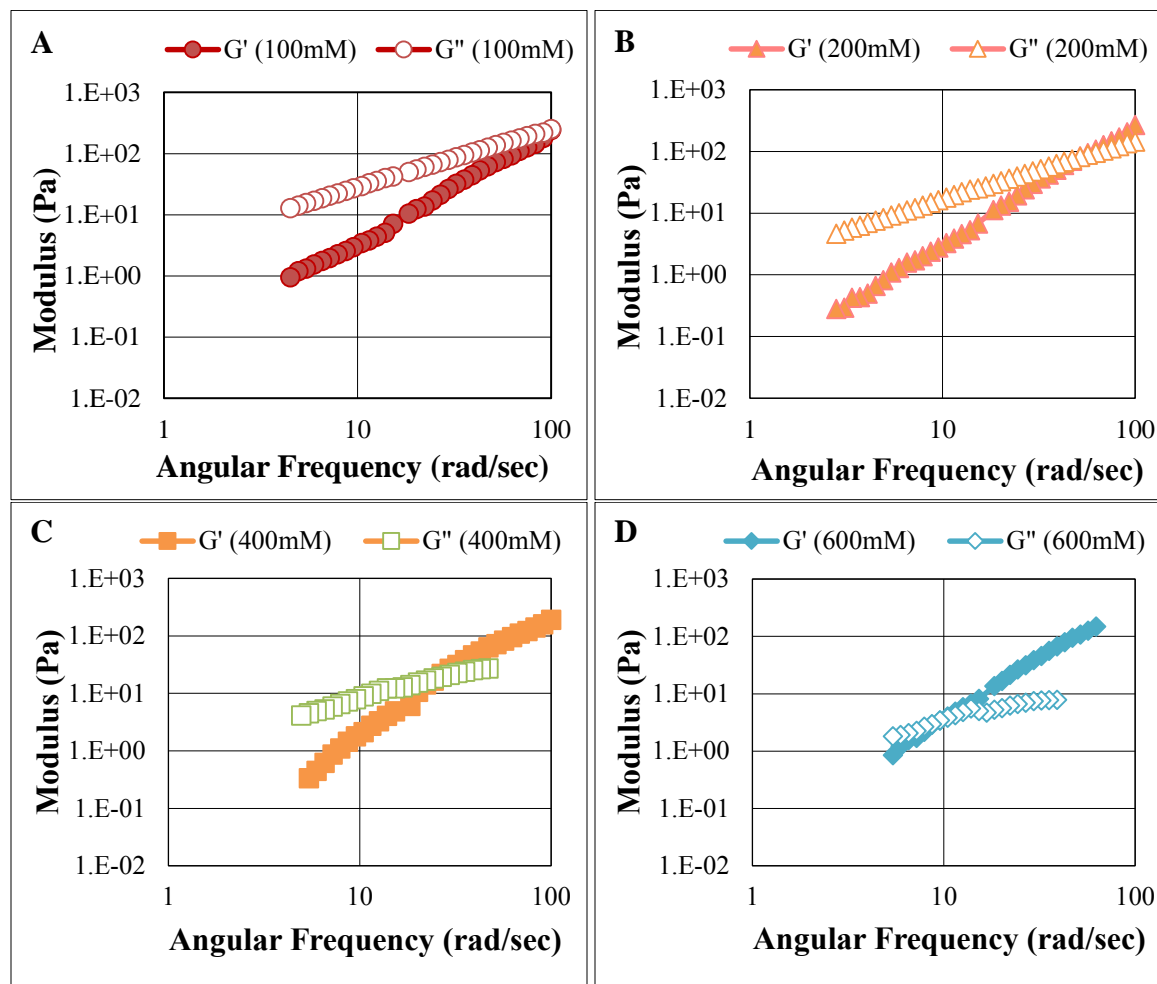 A
G' (100mM) G" (100mM)
1.E+03
1.E+02
1.E+01
1.E+00
1.E-01
1.E-02
Modulus (Pa)
1 10 100
Angular Frequency (rad/sec)
B
G' (200mM) G" (200mM)
1.E+03
1.E+02
1.E+01
1.E+00
1.E-01
1.E-02
Modulus (Pa)
1 10 100
Angular Frequency (rad/sec)
C
G' (400mM) G" (400mM)
1.E+03
1.E+02
1.E+01
1.E+00
1.E-01
1.E-02
Modulus (Pa)
1 10 100
Angular Frequency (rad/sec)
D
G' (600mM) G" (600mM)
1.E+03
1.E+02
1.E+01
1.E+00
1.E-01
1.E-02
Modulus (Pa)
1 10 100
Angular Frequency (rad/sec)